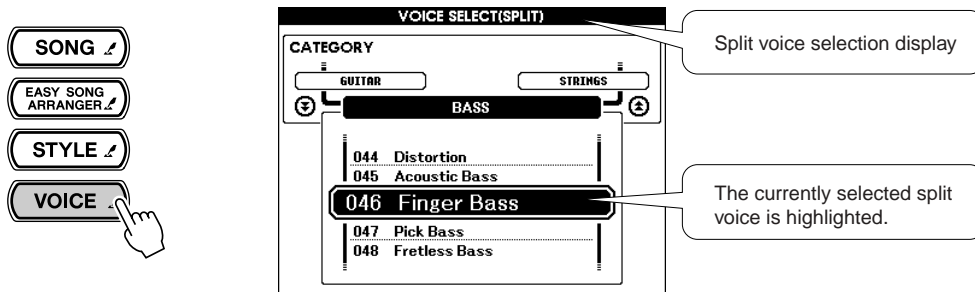 SONG
EASY SONG
ARRANGER
STYLE
VOICE
VOICE SELECT(SPLIT)
CATEGORY
GUITAR
STRINGS
BASS
044 Distortion
045 Acoustic Bass
046 Finger Bass
047 Pick Bass
048 Fretless Bass
Split voice selection display
The currently selected split
voice is highlighted.